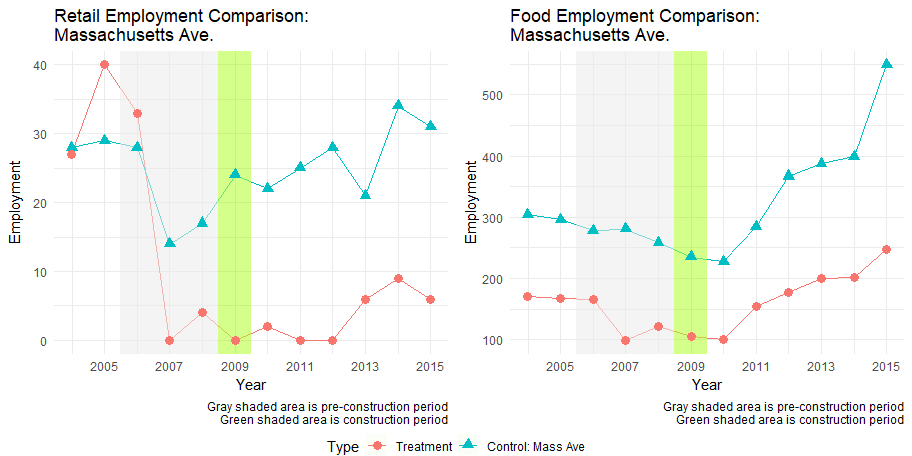 Retail Employment Comparison:
Massachusetts Ave.
Employment
40
30
20
10
0
2005 2007 2009 2011 2013 2015
Year
Gray shaded area is pre-construction period
Green shaded area is construction period
Food Employment Comparison:
Massachusetts Ave.
Employment
500
400
300
200
100
2005 2007 2009 2011 2013 2015
Year
Gray shaded area is pre-construction period
Green shaded area is construction period
Type Treatment Control: Mass Ave